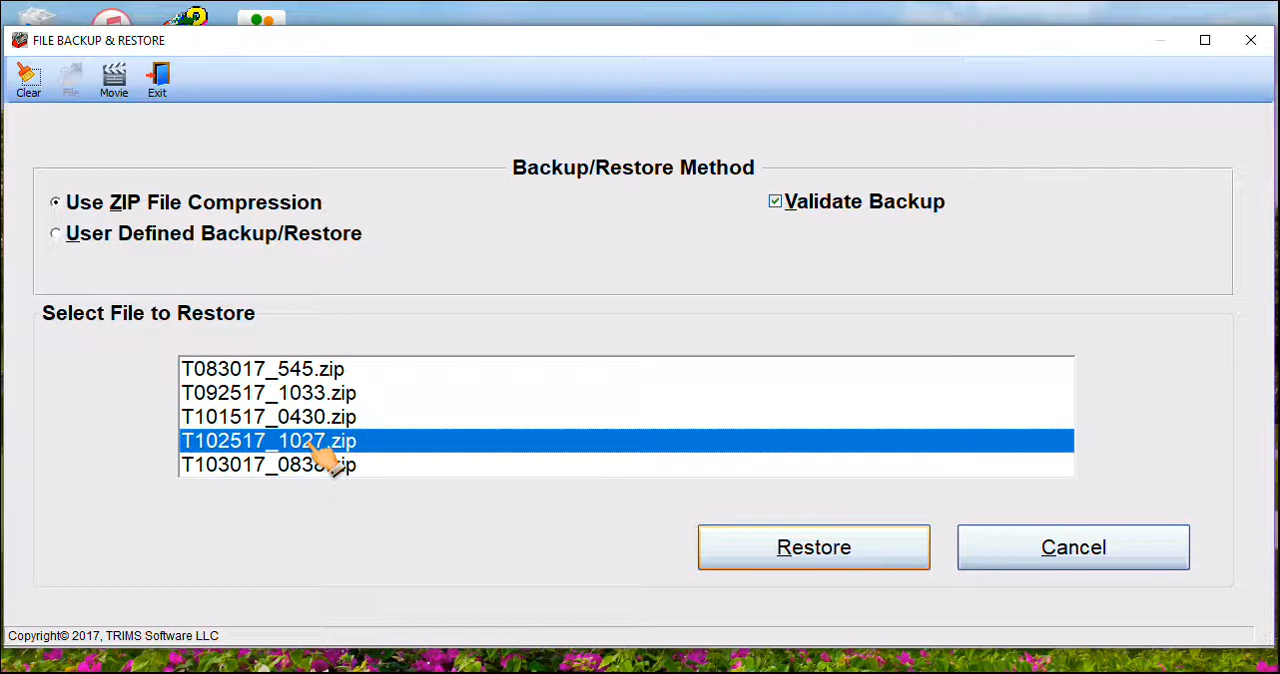 FILE BACKUP & RESTORE
Clear File Movie Exit
Backup/Restore Method
Use ZIP File Compression Validate Backup
User Defined Backup/Restore
Select File to Restore
T083017_545.zip
T092517_1033.zip
T101517_0430.zip
T102517_1027.zip
T103017_0838.zip
Restore Cancel
Copyright© 2017, TRIMS Software LLC